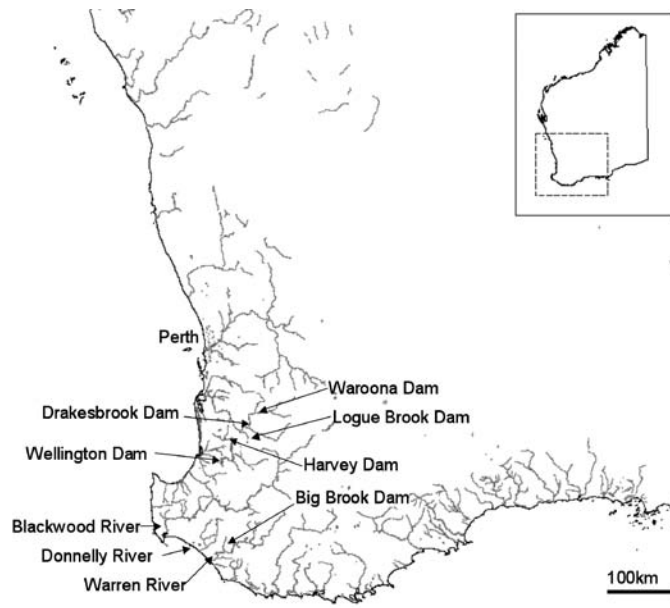 Perth
Waroona Dam
Drakesbrook Dam
Logue Brook Dam
Wellington Dam
Harvey Dam
Big Brook Dam
Blackwood River
Donnelly River
Warren River
100km